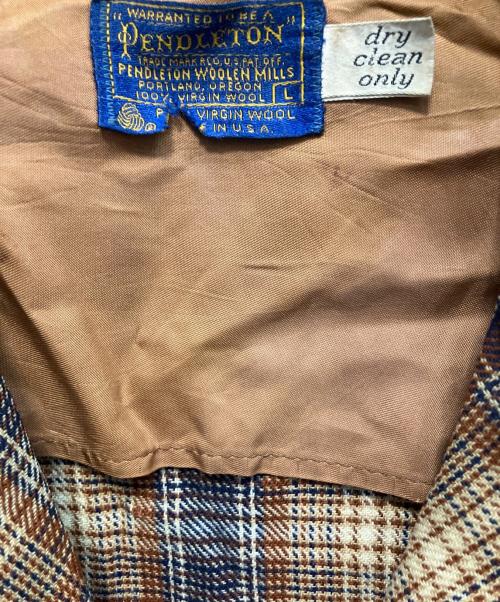 "WARRANTED TO BE A"
PENDLETON
TRADE MARK REG. U.S. PAT. OFF.
PENDLETON WOOLEN MILLS
PORTLAND, OREGON
100% VIRGIN WOOL L
P VIRGIN WOOL
® E IN U.S.A.
dry
clean
only